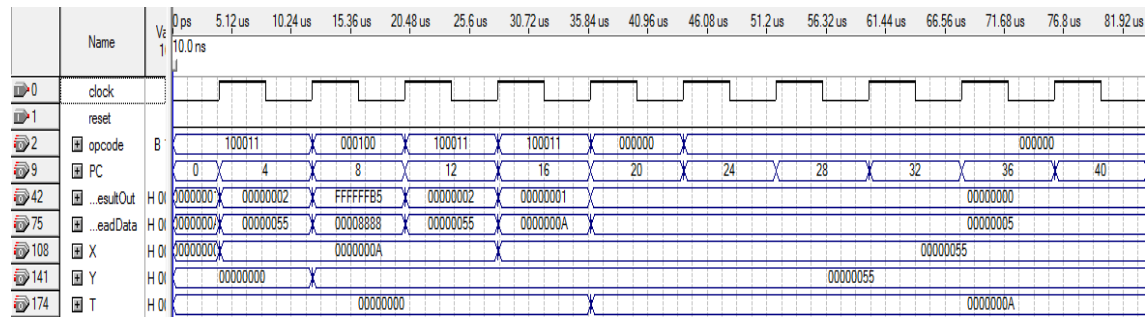 0 ps 5.12 us 10.24 us 15.36 us 20.48 us 25.6 us 30.72 us 35.84 us 40.96 us 46.08 us 51.2 us 56.32 us 61.44 us 66.56 us 71.68 us 76.8 us 81.92 us
Name
10.0 ns
0 clock
1 reset
2 opcode B 100011 000100 100011 100011 000000 000000
9 PC 0 4 8 12 16 20 24 28 32 36 40
42 ...esultOut H 00000002 FFFFFFB5 00000002 00000001 00000000
75 ...eadData H 00000055 00008888 00000055 0000000A 00000005
108 X H 0000000A 00000055
141 Y H 00000000 00000055
174 T H 00000000 0000000A